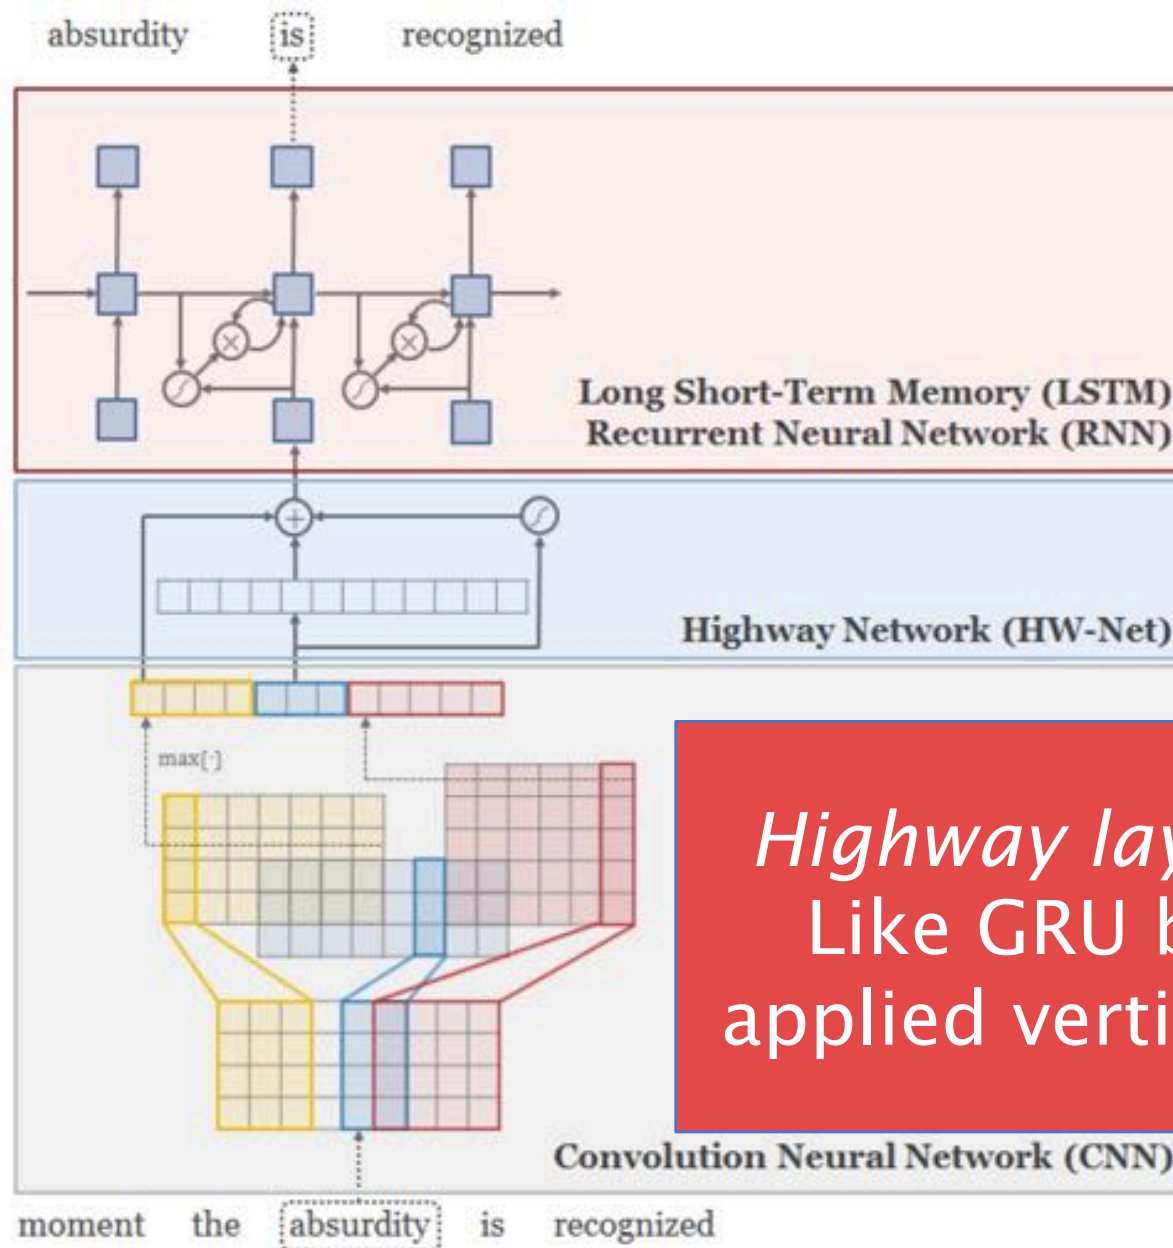 absurdity is recognized
Long Short-Term Memory (LSTM)
Recurrent Neural Network (RNN)
Highway Network (HW-Net)
max[·]
Highway lay
Like GRU b
applied verti
Convolution Neural Network (CNN)
moment the absurdity is recognized